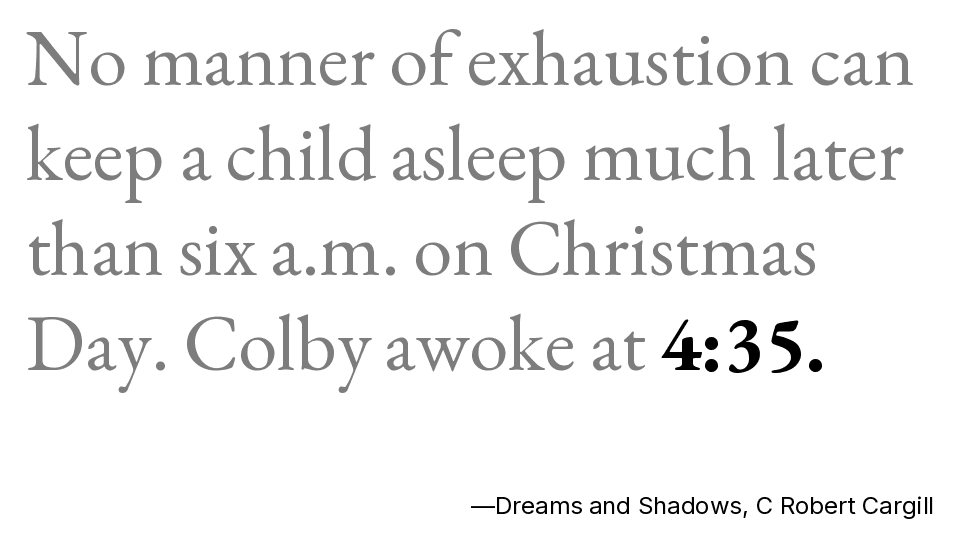 No manner of exhaustion can
keep a child asleep much later
than six a.m. on Christmas
Day. Colby awoke at 4:35.
—Dreams and Shadows, C Robert Cargill